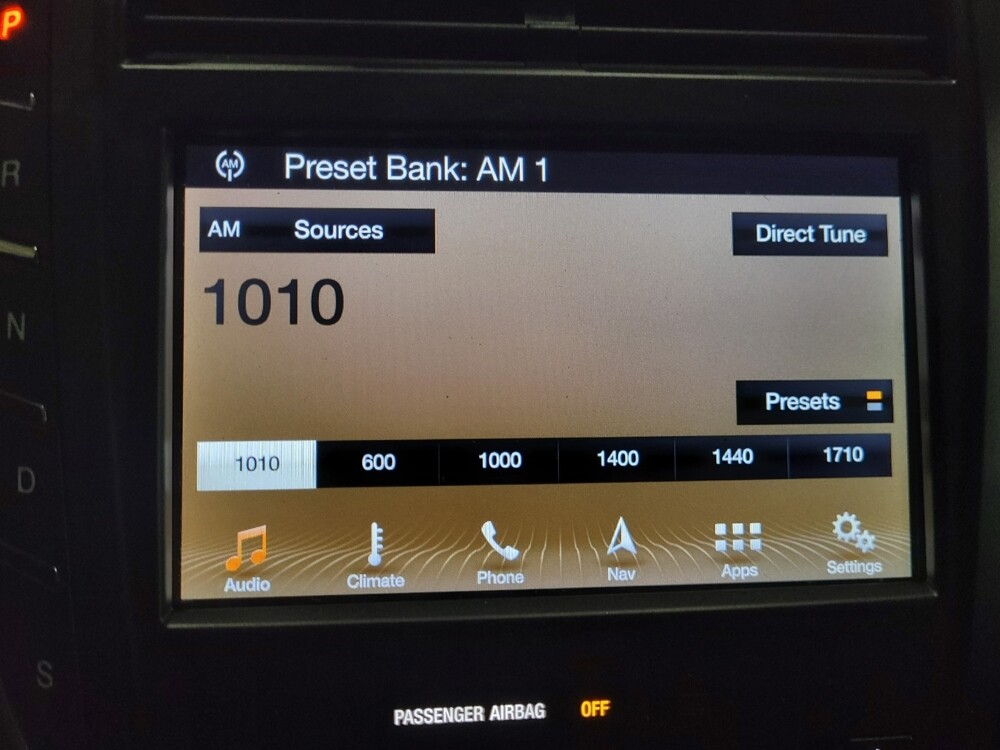 P
R
N
D
S
AM Preset Bank: AM 1
AM Sources
Direct Tune
1010
Presets
1010 600 1000 1400 1440 1710
Audio Climate Phone Nav Apps Settings
PASSENGER AIRBAG OFF